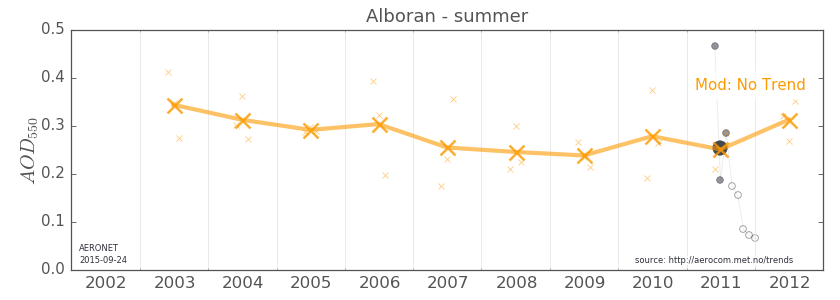 Alboran - summer
0.5
0.4
0.3
0.2
0.1
0.0
AOD550
Mod: No Trend
AERONET
2015-09-24
source: http://aerocom.met.no/trends
2002 2003 2004 2005 2006 2007 2008 2009 2010 2011 2012